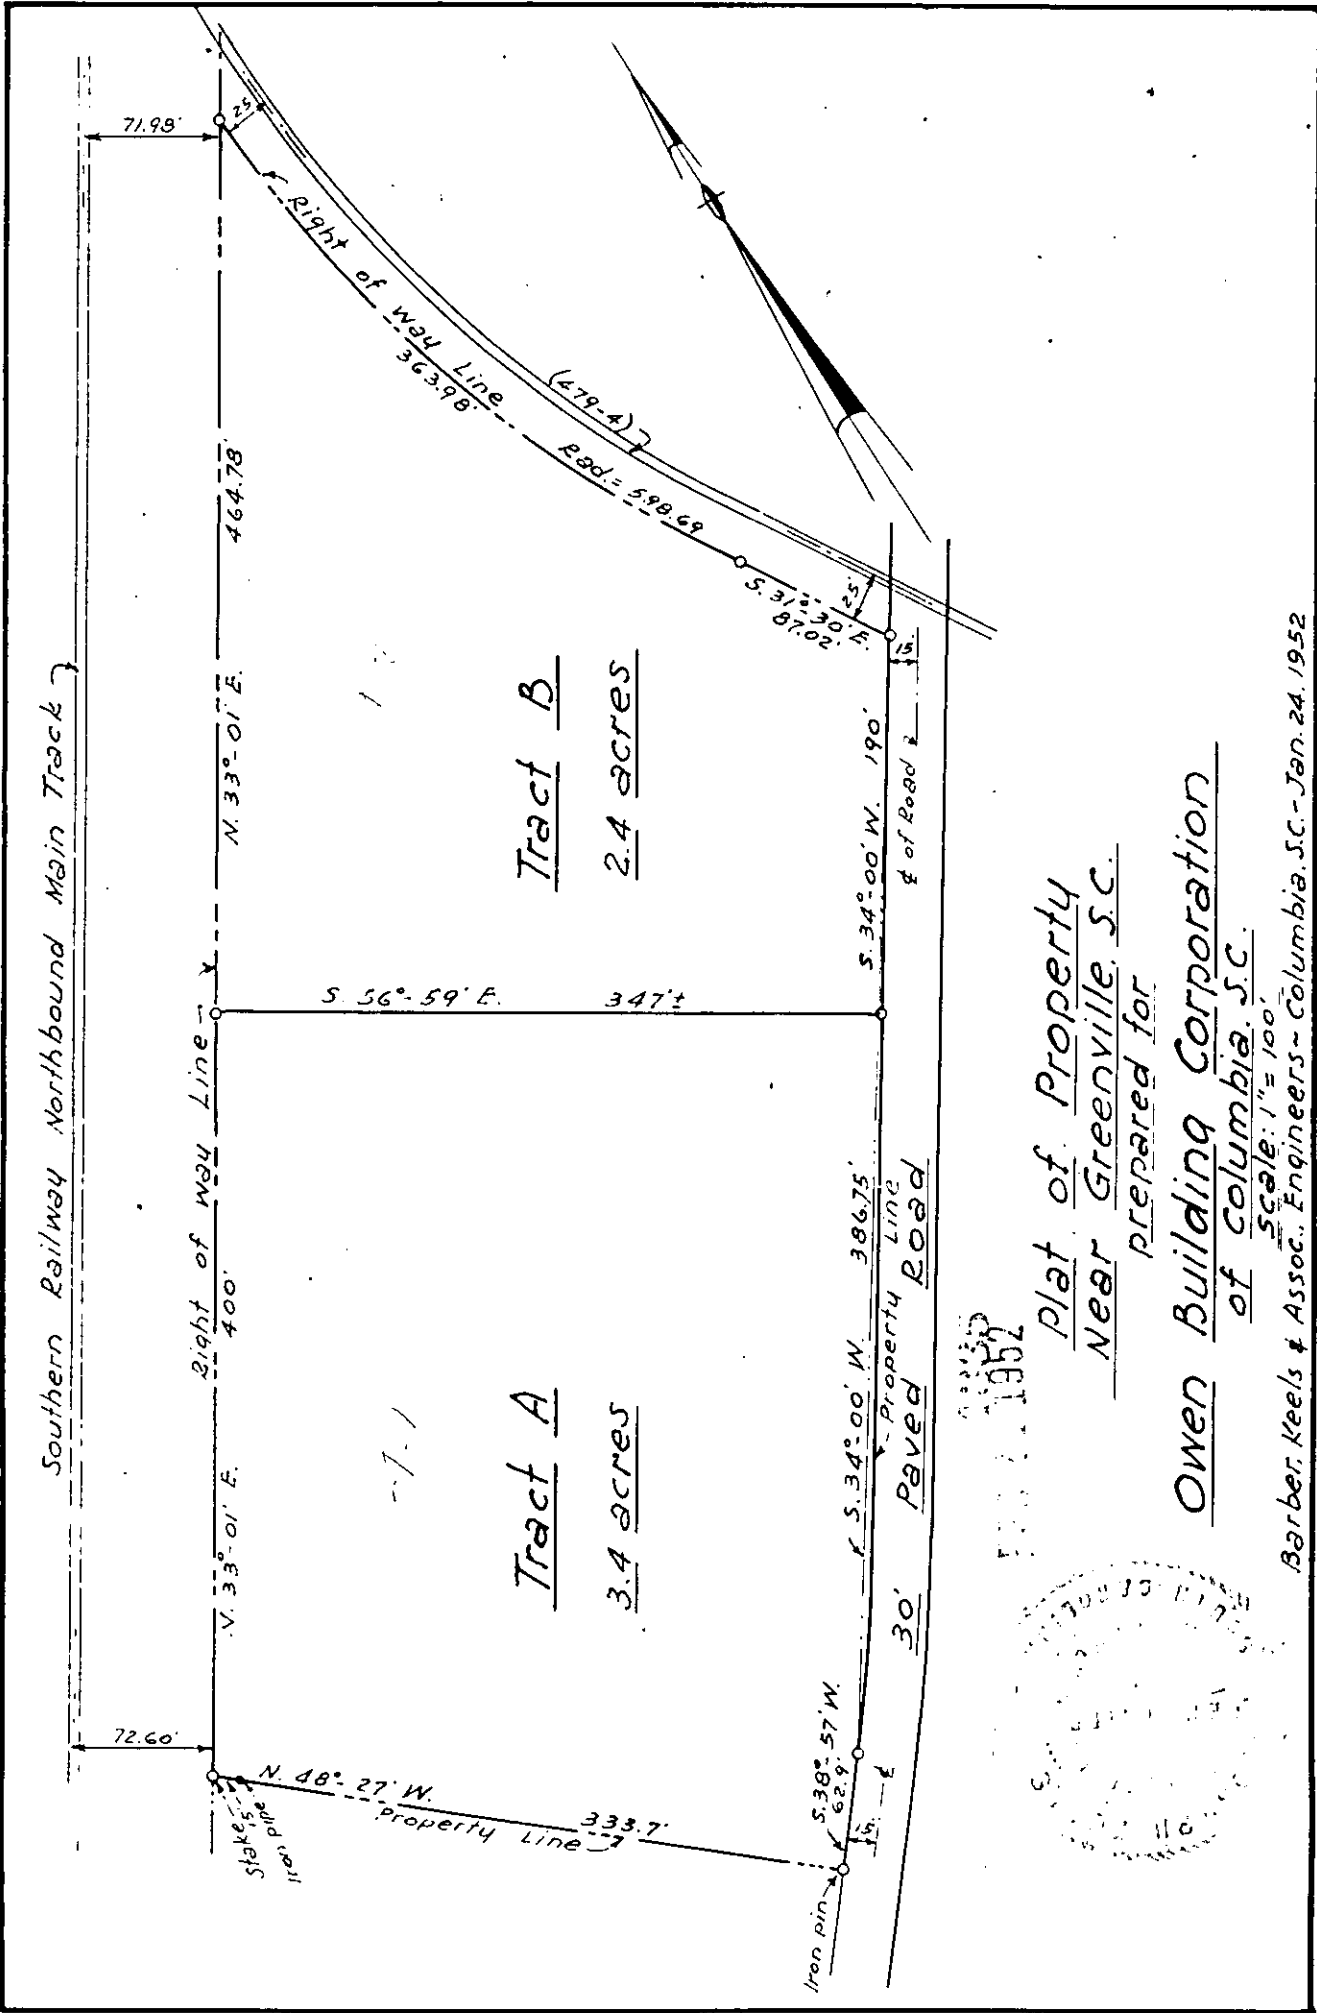 Southern Railway Northbound Main Track
72.60'
71.98'
Right of Way Line
N. 33°-01' E.
400'
N. 33°-01' E.
464.78'
Stake
.5'
Iron pipe
N. 48°-27' W.
333.7'
Property Line
S. 56°-59' E.
347'±
25'
Right of Way Line
363.98'
Rad.= 598.69
(479-4)
S. 31°-30' E.
87.02'
25'
Tract A
3.4 acres
Tract B
2.4 acres
Iron pin
S. 38°-57' W.
62.9'
15'
℄
S. 34°-00' W.
386.75'
Property Line
S. 34°-00' W.
190'
15'
℄ of Road
30' Paved Road
1952
Plat of Property
Near Greenville, S.C.
prepared for
Owen Building Corporation
of Columbia, S.C.
Scale: 1"= 100'
Barber, Keels & Assoc., Engineers~ Columbia, S.C.-Jan. 24, 1952